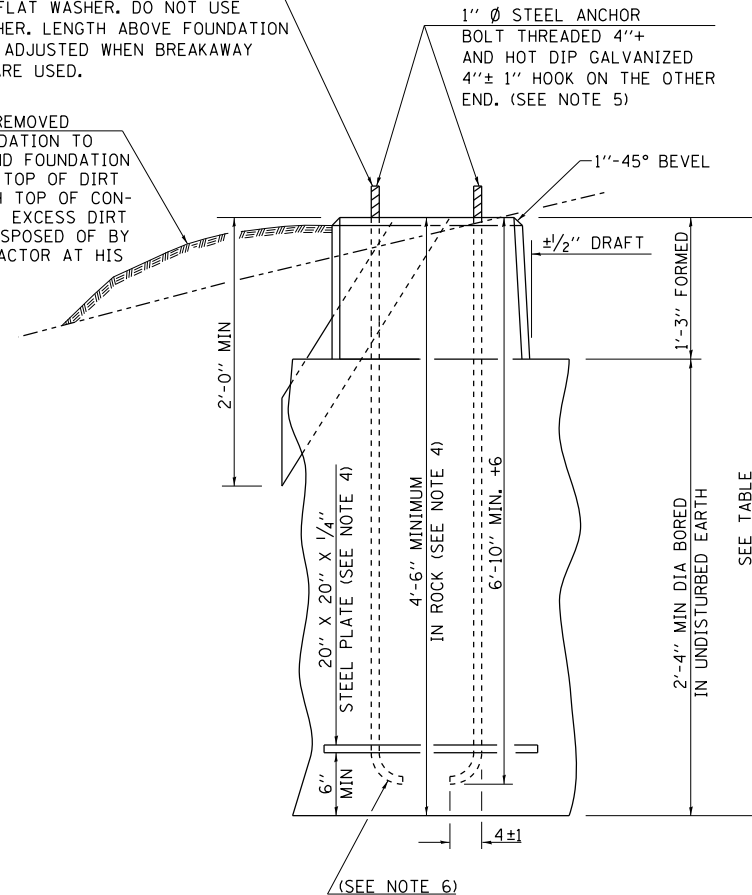 FLAT WASHER. DO NOT USE
HER. LENGTH ABOVE FOUNDATION
ADJUSTED WHEN BREAKAWAY
ARE USED.
1" Ø STEEL ANCHOR
BOLT THREADED 4"+
AND HOT DIP GALVANIZED
4"± 1" HOOK ON THE OTHER
END. (SEE NOTE 5)
REMOVED
DATION TO
ND FOUNDATION
TOP OF DIRT
H TOP OF CON-
EXCESS DIRT
SPOSED OF BY
ACTOR AT HIS
1"-45° BEVEL
±1/2" DRAFT
1'-3" FORMED
2'-0" MIN
20" X 20" X 1/4"
STEEL PLATE (SEE NOTE 4)
4'-6" MINIMUM
IN ROCK (SEE NOTE 4)
6'-10" MIN. +6
2'-4" MIN DIA BORED
IN UNDISTURBED EARTH
SEE TABLE
6"
MIN
4±1
(SEE NOTE 6)